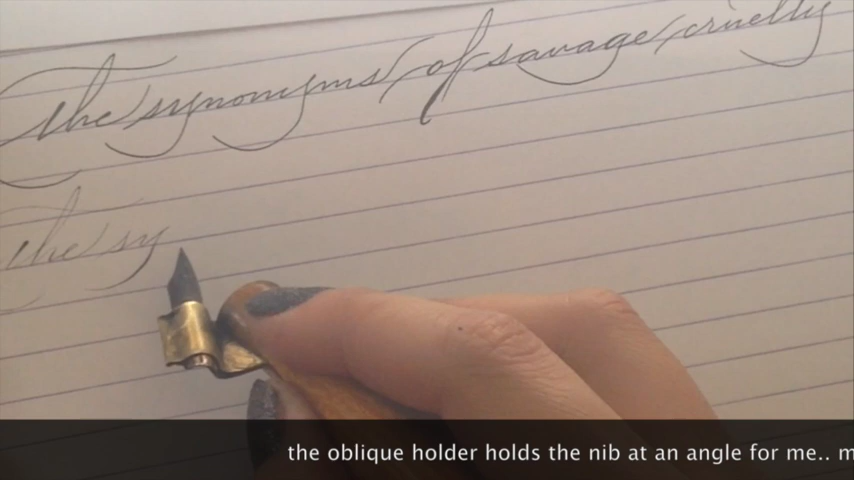 the synonyms of savage cruelty
the sy
the oblique holder holds the nib at an angle for me.. m